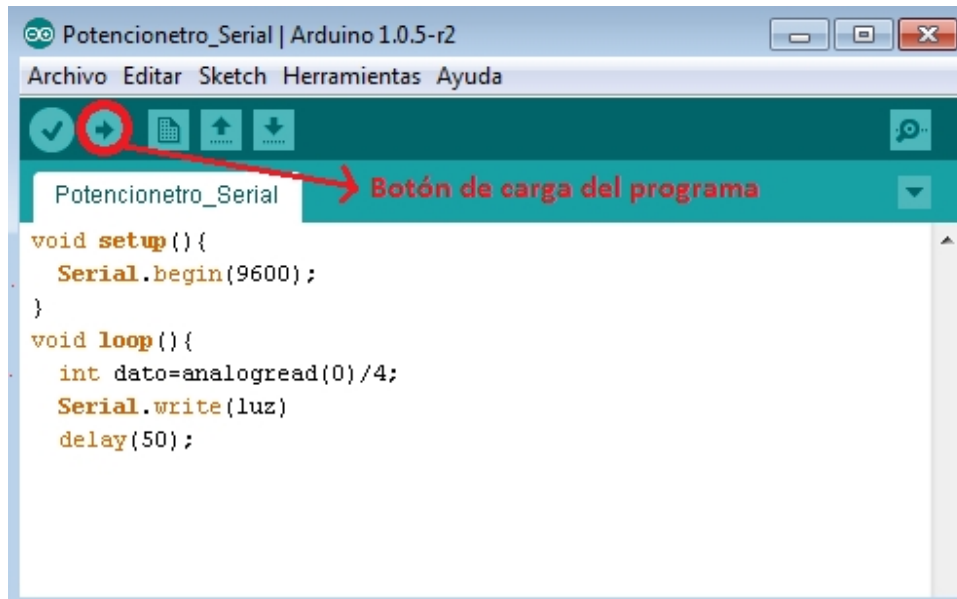 Potencionetro_Serial | Arduino 1.0.5-r2
Archivo Editar Sketch Herramientas Ayuda
Botón de carga del programa
Potencionetro_Serial
void setup(){
  Serial.begin(9600);
}
void loop(){
  int dato=analogread(0)/4;
  Serial.write(luz)
  delay(50);